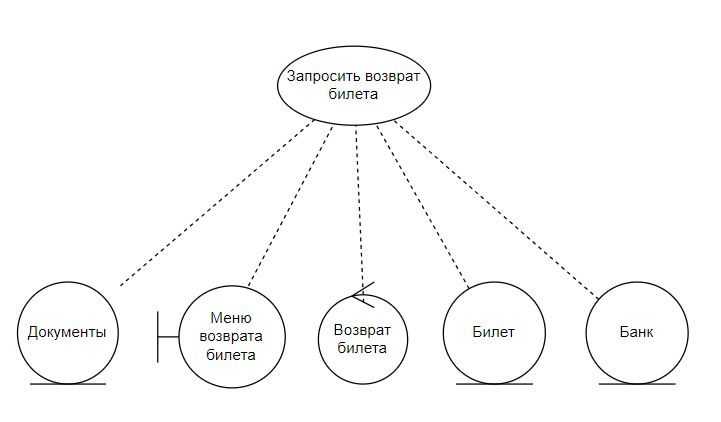 Запросить возврат
билета
Документы
Меню
возврата
билета
Возврат
билета
Билет
Банк